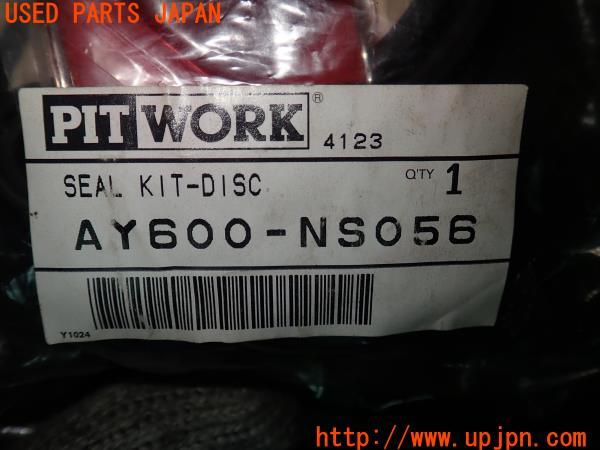 USED PARTS JAPAN
PIT WORK ®
4123
SEAL KIT-DISC
Q'TY 1
AY600-NS056
Y1024
http://www.upjpn.com